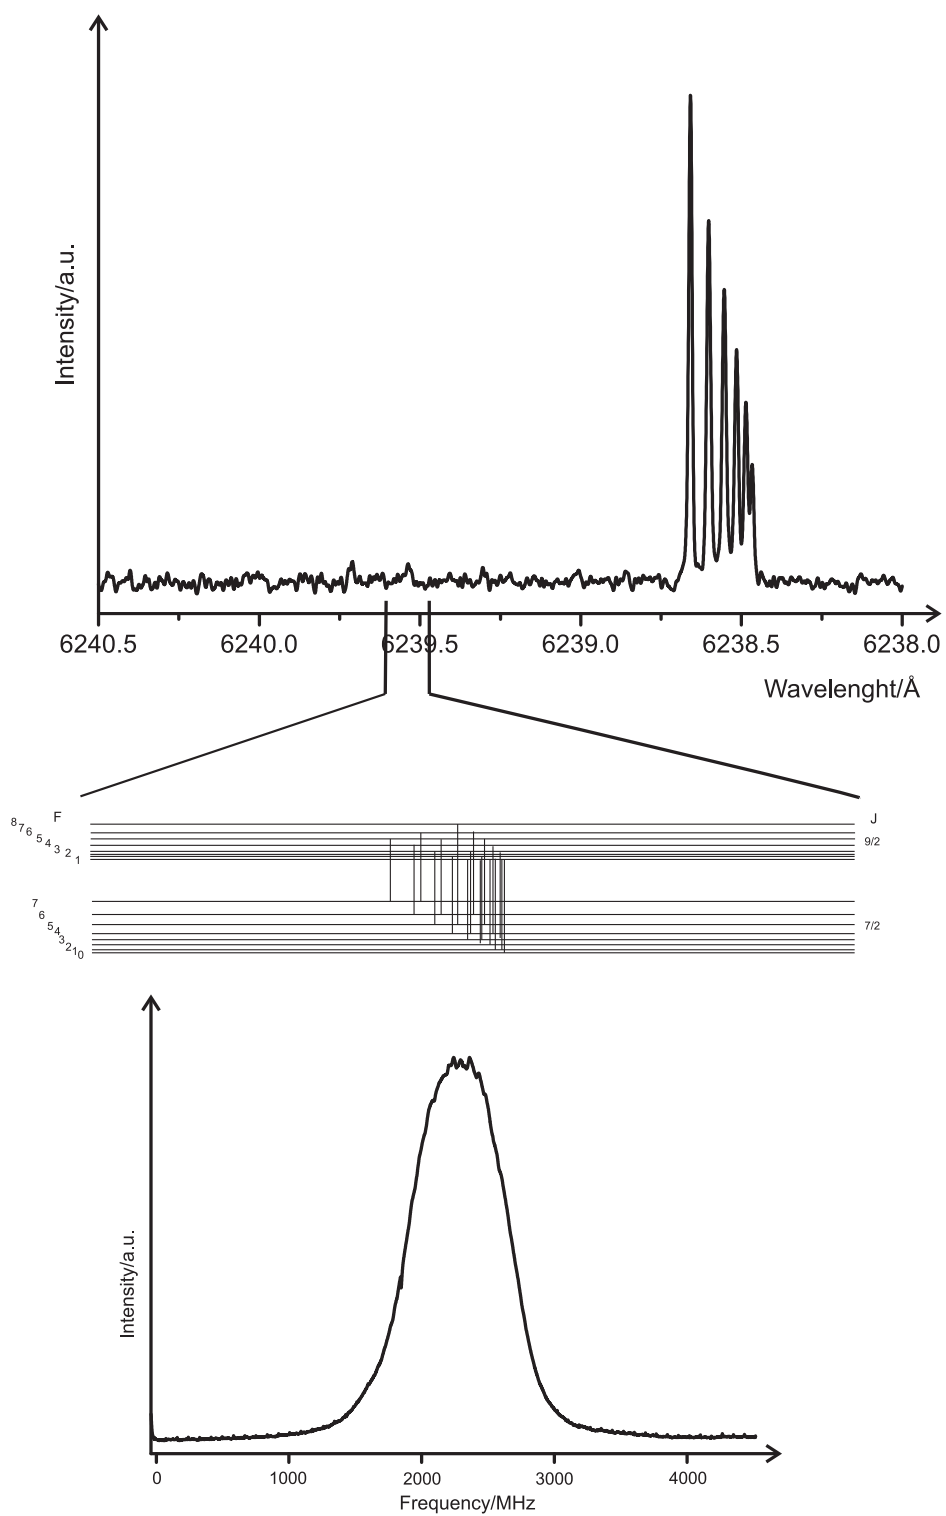 Intensity/a.u.
6240.5 6240.0 6239.5 6239.0 6238.5 6238.0
Wavelenght/Å
F J
8 7 6 5 4 3 2 1 9/2
7 6 5 4 3 2 1 0 7/2
Intensity/a.u.
0 1000 2000 3000 4000
Frequency/MHz